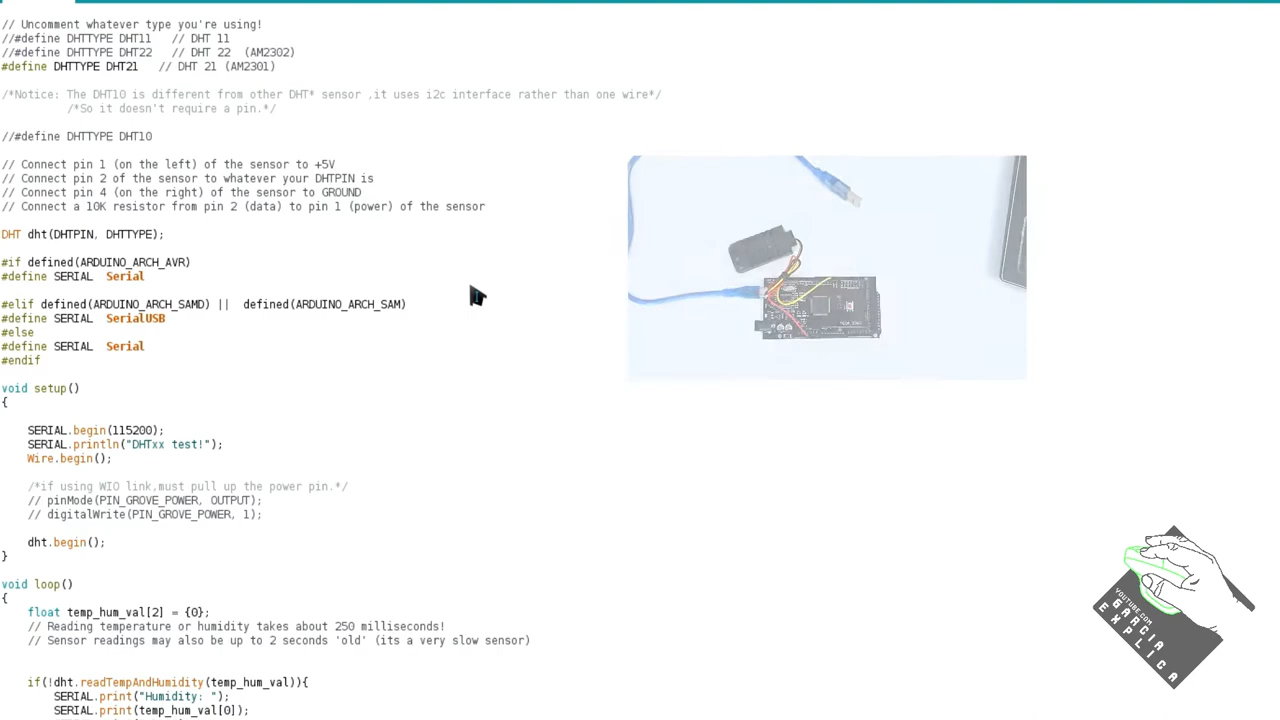 // Uncomment whatever type you're using!
//#define DHTTYPE DHT11   // DHT 11
//#define DHTTYPE DHT22   // DHT 22  (AM2302)
#define DHTTYPE DHT21   // DHT 21 (AM2301)
/*Notice: The DHT10 is different from other DHT* sensor ,it uses i2c interface rather than one wire*/
/*So it doesn't require a pin.*/
//#define DHTTYPE DHT10
// Connect pin 1 (on the left) of the sensor to +5V
// Connect pin 2 of the sensor to whatever your DHTPIN is
// Connect pin 4 (on the right) of the sensor to GROUND
// Connect a 10K resistor from pin 2 (data) to pin 1 (power) of the sensor
DHT dht(DHTPIN, DHTTYPE);
#if defined(ARDUINO_ARCH_AVR)
#define SERIAL  Serial
#elif defined(ARDUINO_ARCH_SAMD) ||  defined(ARDUINO_ARCH_SAM)
#define SERIAL  SerialUSB
#else
#define SERIAL  Serial
#endif
void setup()
{
SERIAL.begin(115200);
SERIAL.println("DHTxx test!");
Wire.begin();
/*if using WIO link,must pull up the power pin.*/
// pinMode(PIN_GROVE_POWER, OUTPUT);
// digitalWrite(PIN_GROVE_POWER, 1);
dht.begin();
}
void loop()
{
float temp_hum_val[2] = {0};
// Reading temperature or humidity takes about 250 milliseconds!
// Sensor readings may also be up to 2 seconds 'old' (its a very slow sensor)
if(!dht.readTempAndHumidity(temp_hum_val)){
SERIAL.print("Humidity: ");
SERIAL.print(temp_hum_val[0]);
YOUTUBE.COM
EGARCIA
EXPLICA